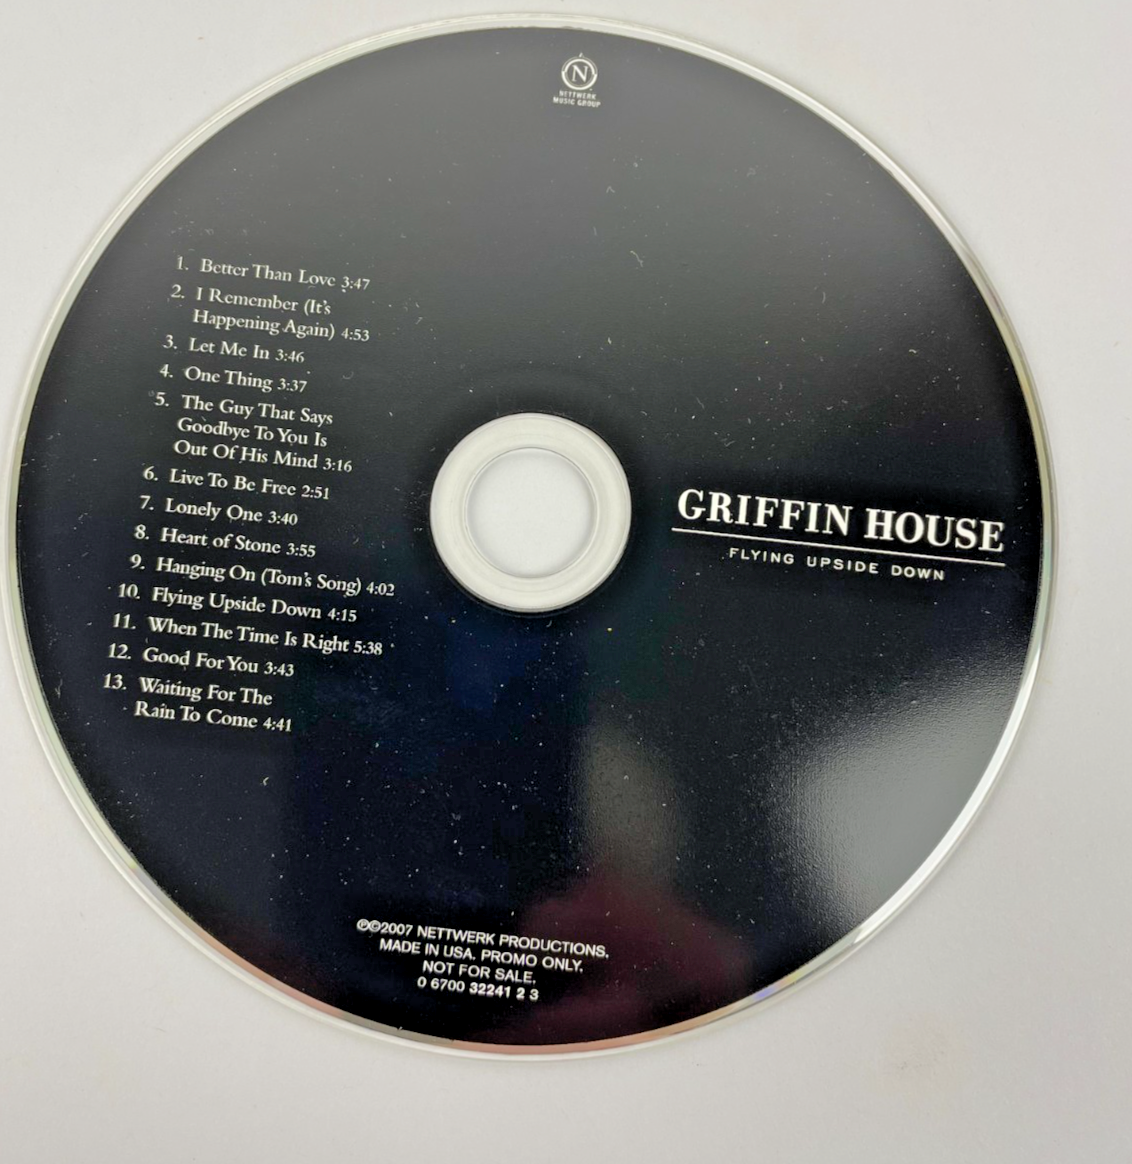 N
NETTWERK
MUSIC GROUP
1. Better Than Love 3:47
2. I Remember (It's
Happening Again) 4:53
3. Let Me In 3:46
4. One Thing 3:37
5. The Guy That Says
Goodbye To You Is
Out Of His Mind 3:16
6. Live To Be Free 2:51
7. Lonely One 3:40
8. Heart of Stone 3:55
9. Hanging On (Tom's Song) 4:02
10. Flying Upside Down 4:15
11. When The Time Is Right 5:38
12. Good For You 3:43
13. Waiting For The
Rain To Come 4:41
GRIFFIN HOUSE
FLYING UPSIDE DOWN
℗©2007 NETTWERK PRODUCTIONS.
MADE IN USA. PROMO ONLY.
NOT FOR SALE.
0 6700 32241 2 3